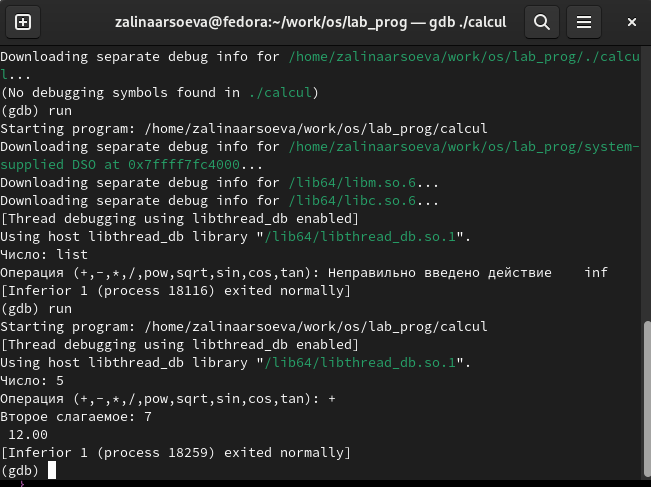 zalinaarsoeva@fedora:~/work/os/lab_prog — gdb ./calcul
Downloading separate debug info for /home/zalinaarsoeva/work/os/lab_prog/./calcu
l...
(No debugging symbols found in ./calcul)
(gdb) run
Starting program: /home/zalinaarsoeva/work/os/lab_prog/calcul
Downloading separate debug info for /home/zalinaarsoeva/work/os/lab_prog/system-
supplied DSO at 0x7ffff7fc4000...
Downloading separate debug info for /lib64/libm.so.6...
Downloading separate debug info for /lib64/libc.so.6...
[Thread debugging using libthread_db enabled]
Using host libthread_db library "/lib64/libthread_db.so.1".
Число: list
Операция (+,-,*,/,pow,sqrt,sin,cos,tan): Неправильно введено действие    inf
[Inferior 1 (process 18116) exited normally]
(gdb) run
Starting program: /home/zalinaarsoeva/work/os/lab_prog/calcul
[Thread debugging using libthread_db enabled]
Using host libthread_db library "/lib64/libthread_db.so.1".
Число: 5
Операция (+,-,*,/,pow,sqrt,sin,cos,tan): +
Второе слагаемое: 7
 12.00
[Inferior 1 (process 18259) exited normally]
(gdb)